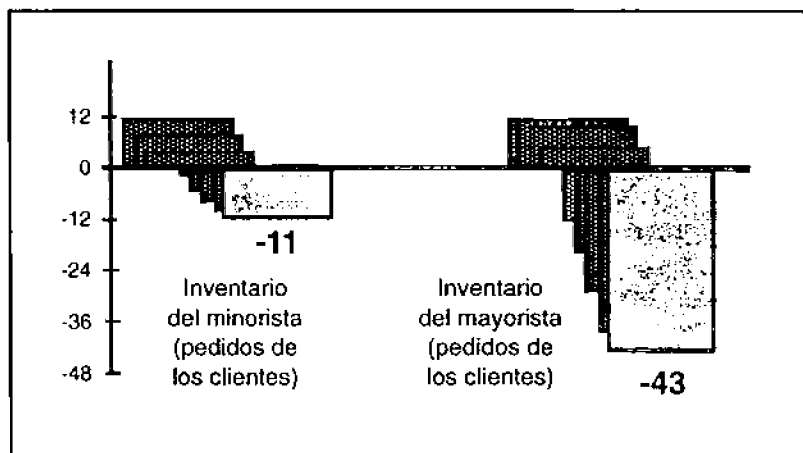 12
0
-12
-24
-36
-48
-11
Inventario
del minorista
(pedidos de
los clientes)
Inventario
del mayorista
(pedidos de
los clientes)
-43